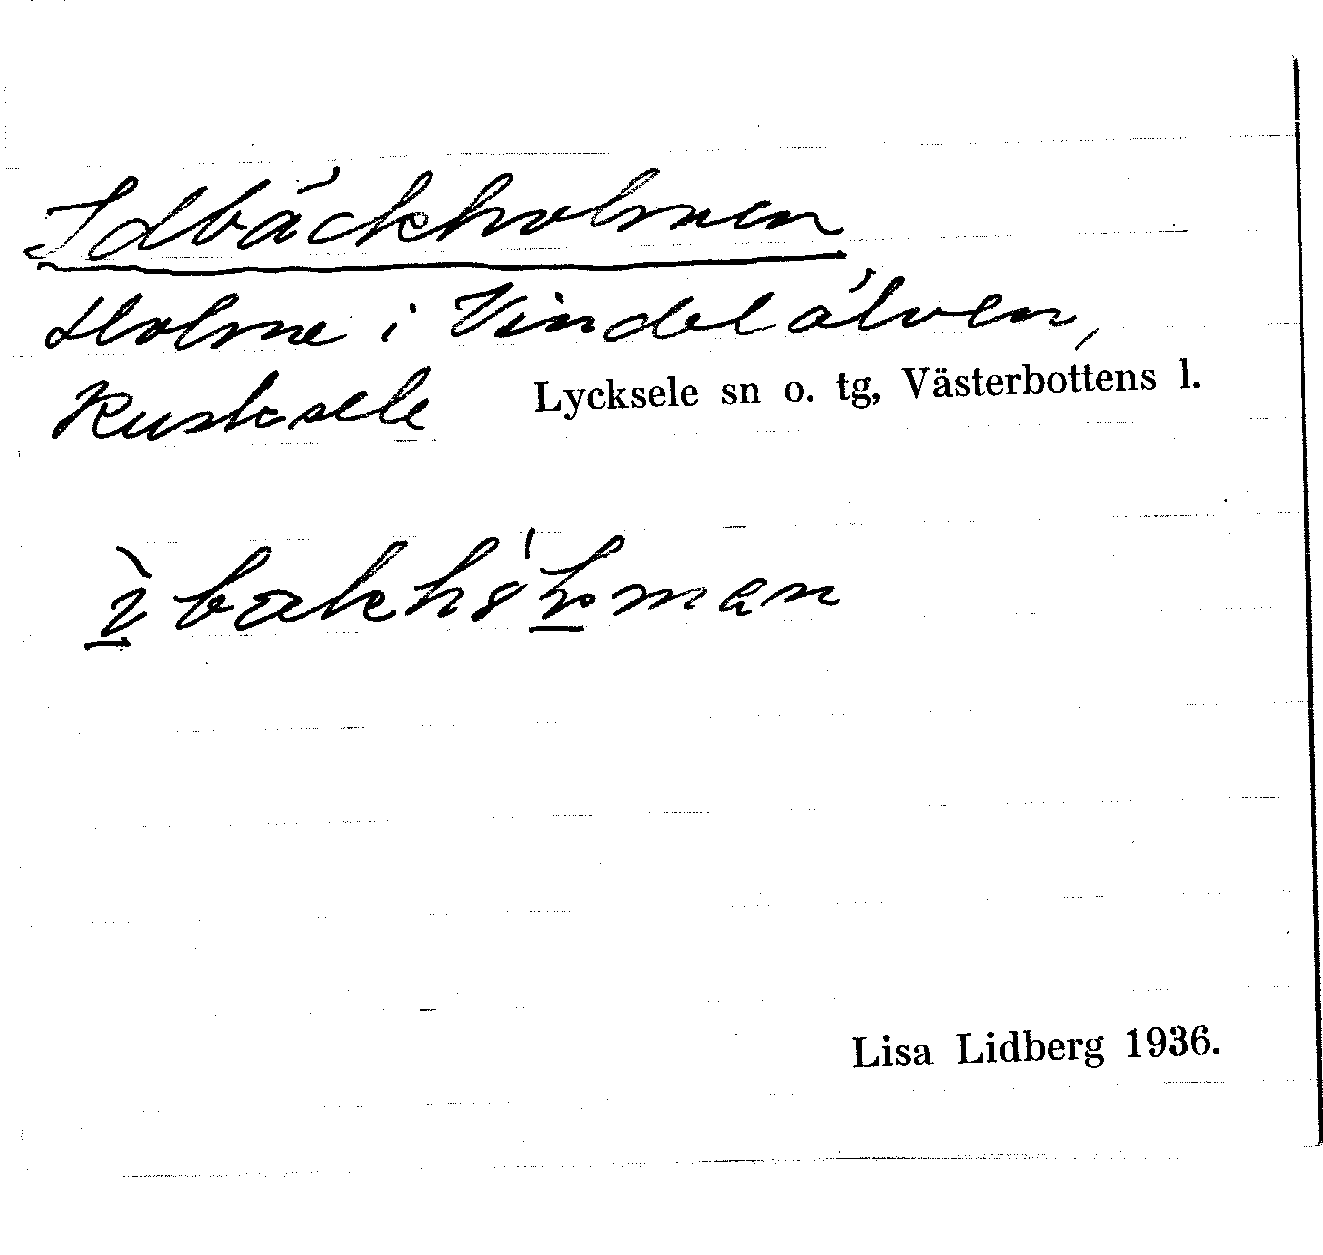 Idbäckholmen
Holme i Vindelälven,
Rusksele Lycksele sn o. tg, Västerbottens l.
Lisa Lidberg 1936.